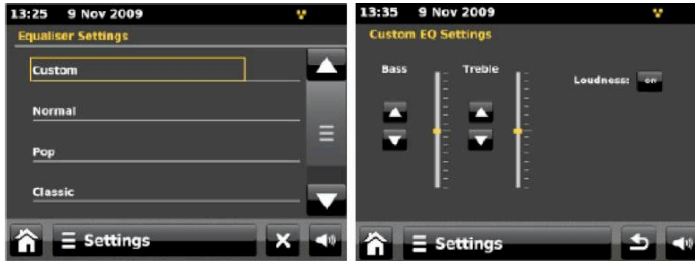 13:25 9 Nov 2009
Equaliser Settings
Custom
Normal
Pop
Classic
Settings
13:35 9 Nov 2009
Custom EQ Settings
Bass Treble
Loudness: on
Settings